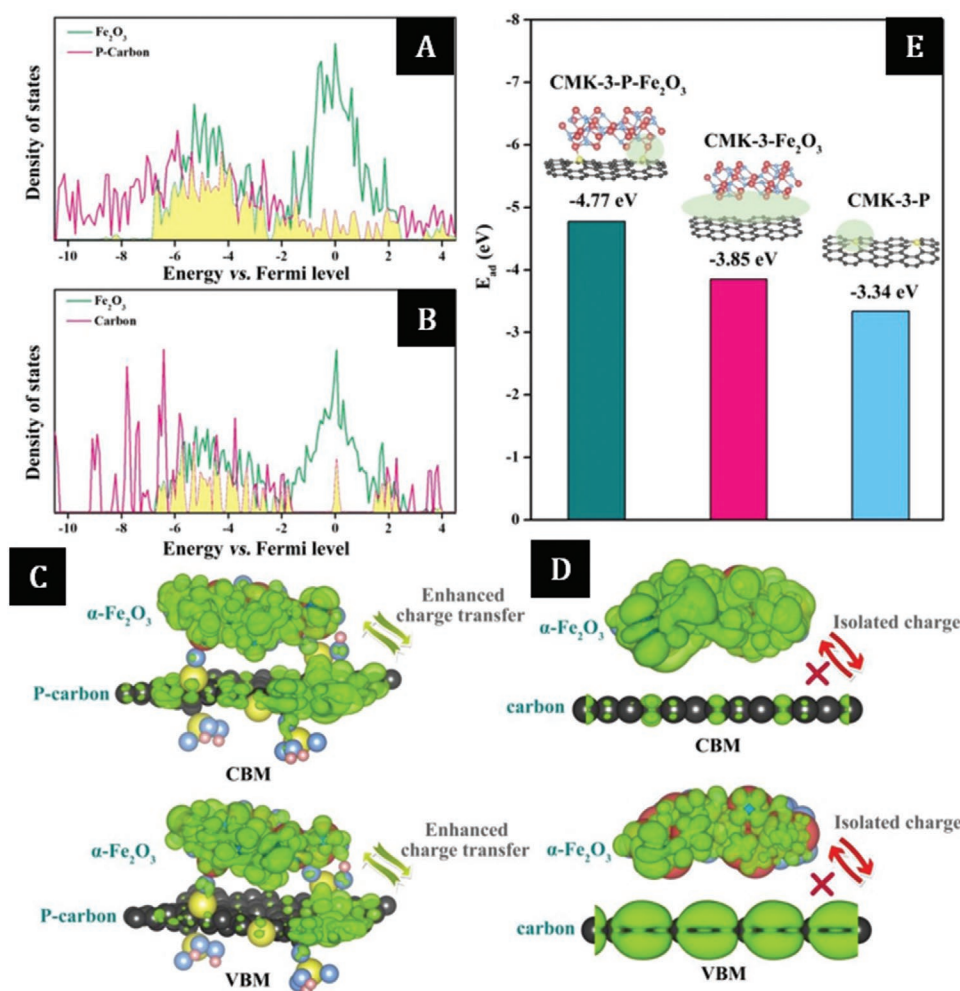 A
Fe₂O₃
P-Carbon
Density of states
-10 -8 -6 -4 -2 0 2 4
Energy vs. Fermi level
B
Fe₂O₃
Carbon
Density of states
-10 -8 -6 -4 -2 0 2 4
Energy vs. Fermi level
E
-8
-7
-6
-5
-4
-3
-2
-1
0
E_ad (eV)
CMK-3-P-Fe₂O₃
-4.77 eV
CMK-3-Fe₂O₃
-3.85 eV
CMK-3-P
-3.34 eV
C
α-Fe₂O₃
Enhanced
charge transfer
P-carbon
CBM
α-Fe₂O₃
Enhanced
charge transfer
P-carbon
VBM
D
α-Fe₂O₃
Isolated charge
carbon
CBM
α-Fe₂O₃
Isolated charge
carbon
VBM